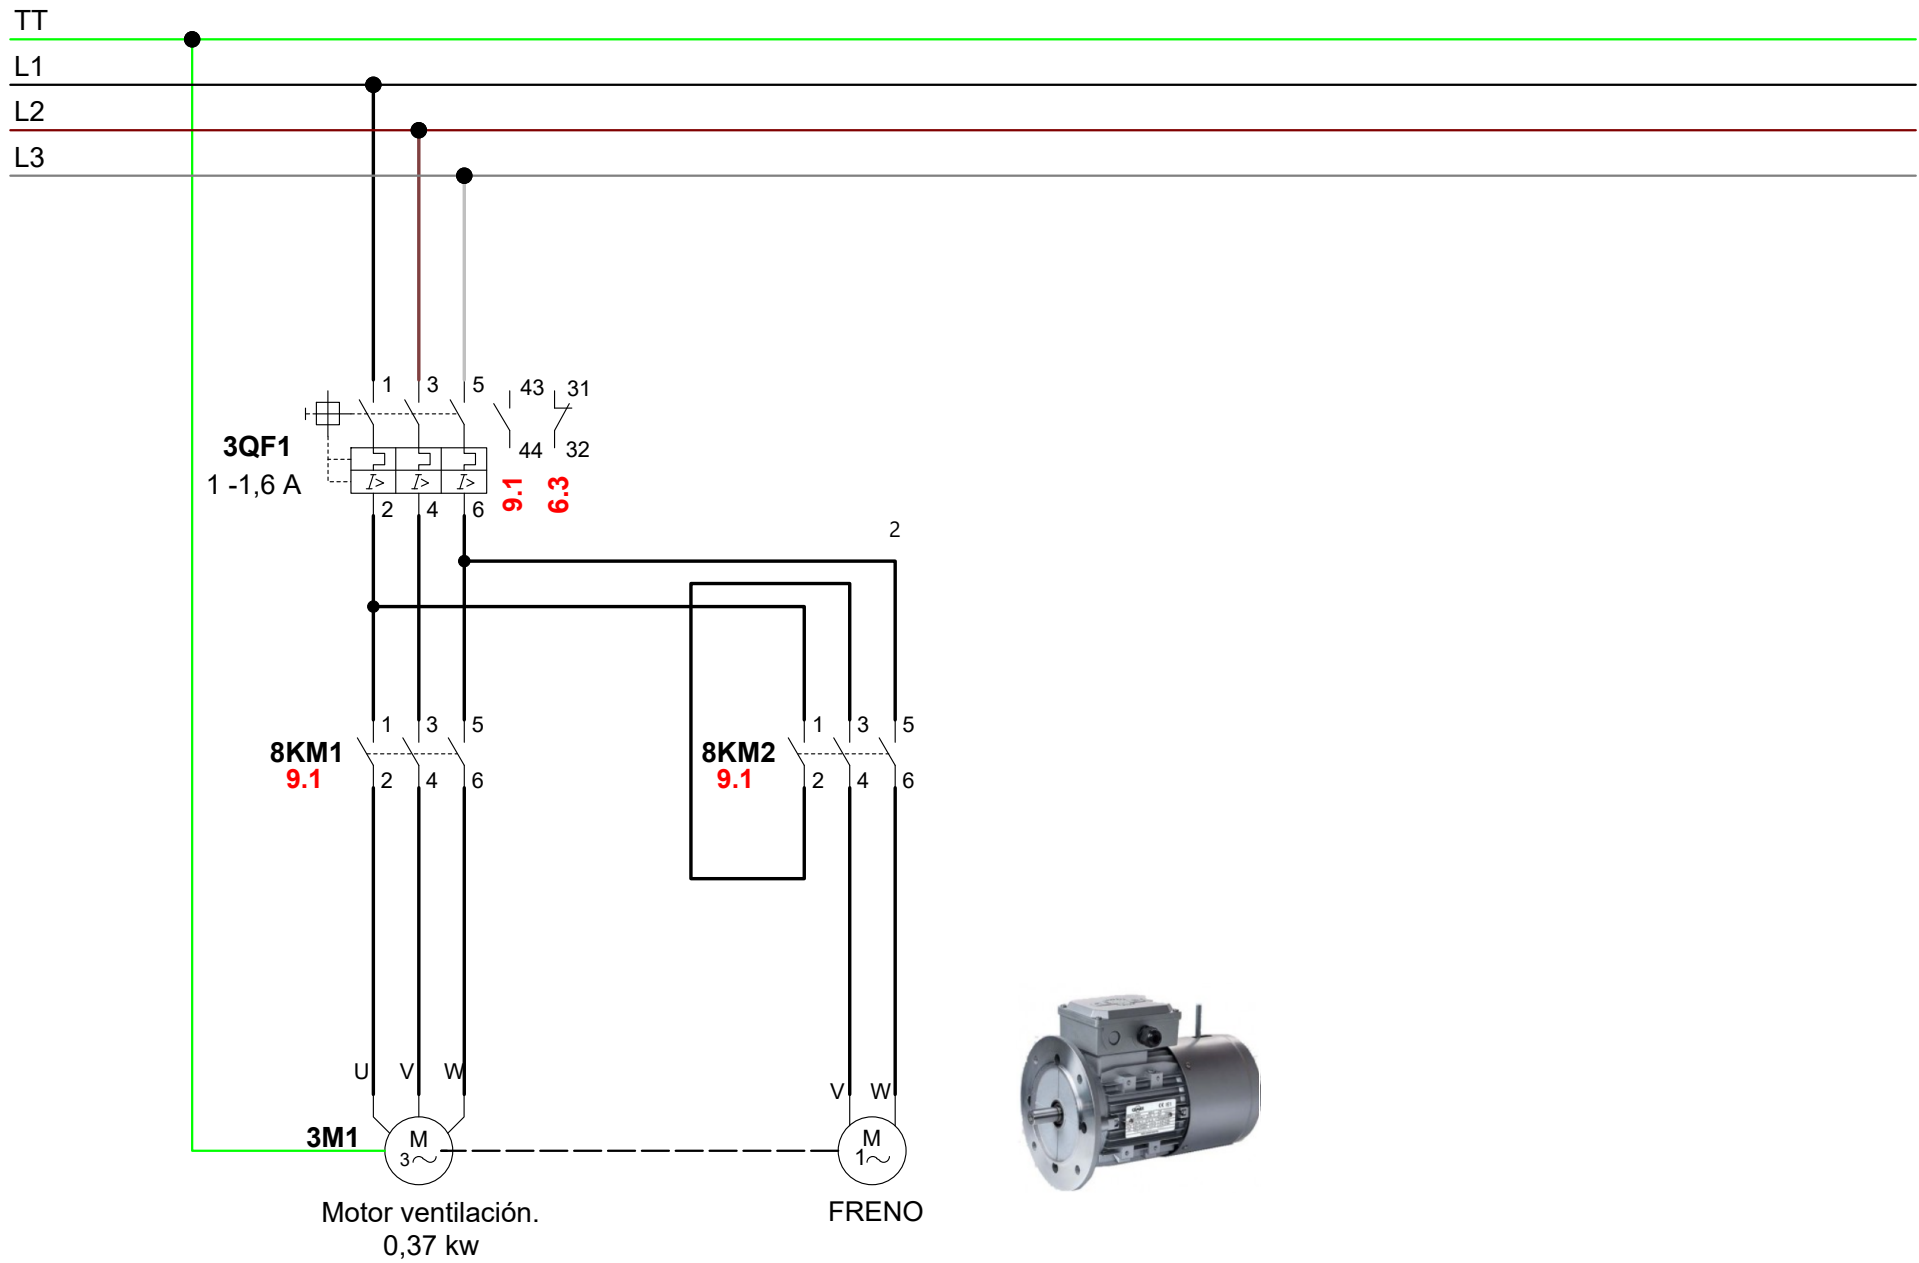 TT
L1
L2
L3
1 3 5 43 31
3QF1
44 32
1 -1,6 A
I> I> I>
9.1 6.3
2 4 6
2
1 3 5
8KM1
9.1
2 4 6
1 3 5
8KM2
9.1
2 4 6
U V W
V W
3M1
M
3~
M
1~
Motor ventilación.
0,37 kw
FRENO